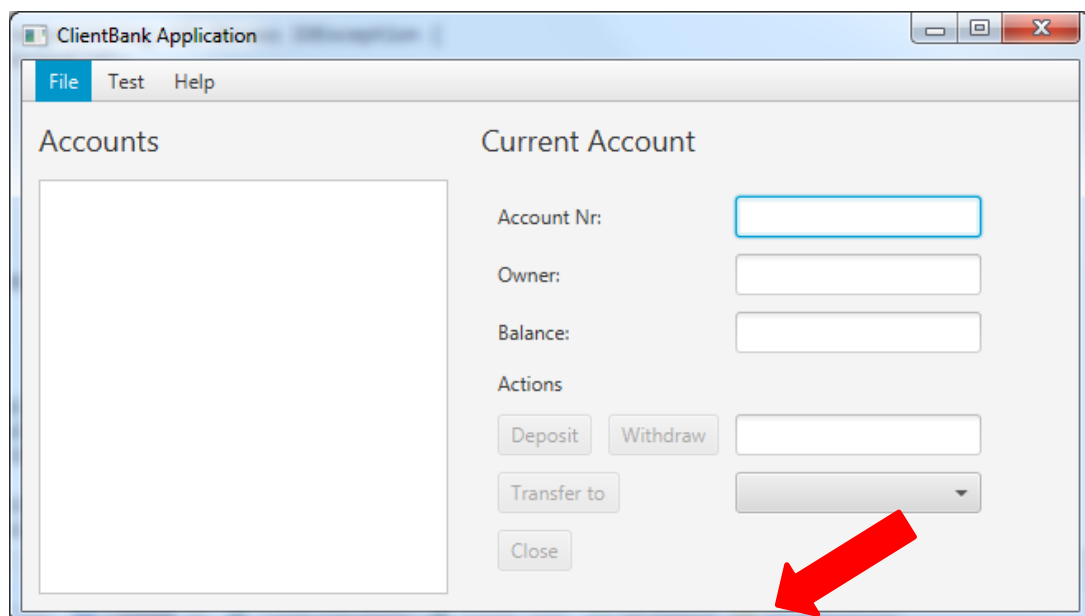 ClientBank Application
File Test Help
Accounts
Current Account
Account Nr:
Owner:
Balance:
Actions
Deposit Withdraw
Transfer to
Close